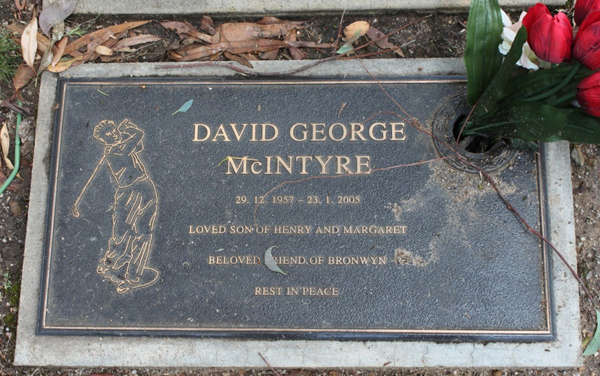 DAVID GEORGE
McINTYRE
29. 12. 1957 – 23. 1. 2005
LOVED SON OF HENRY AND MARGARET
BELOVED FRIEND OF BRONWYN
REST IN PEACE